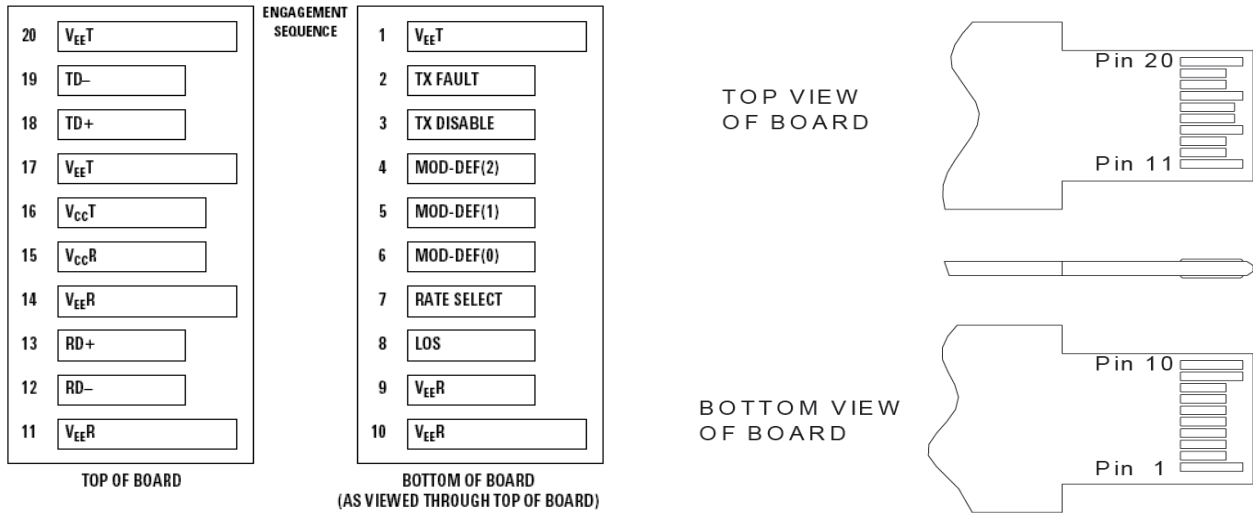 ENGAGEMENT
SEQUENCE
20 VEET
19 TD–
18 TD+
17 VEET
16 VCCT
15 VCCR
14 VEER
13 RD+
12 RD–
11 VEER
TOP OF BOARD
1 VEET
2 TX FAULT
3 TX DISABLE
4 MOD-DEF(2)
5 MOD-DEF(1)
6 MOD-DEF(0)
7 RATE SELECT
8 LOS
9 VEER
10 VEER
BOTTOM OF BOARD
(AS VIEWED THROUGH TOP OF BOARD)
TOP VIEW
OF BOARD
Pin 20
Pin 11
BOTTOM VIEW
OF BOARD
Pin 10
Pin 1